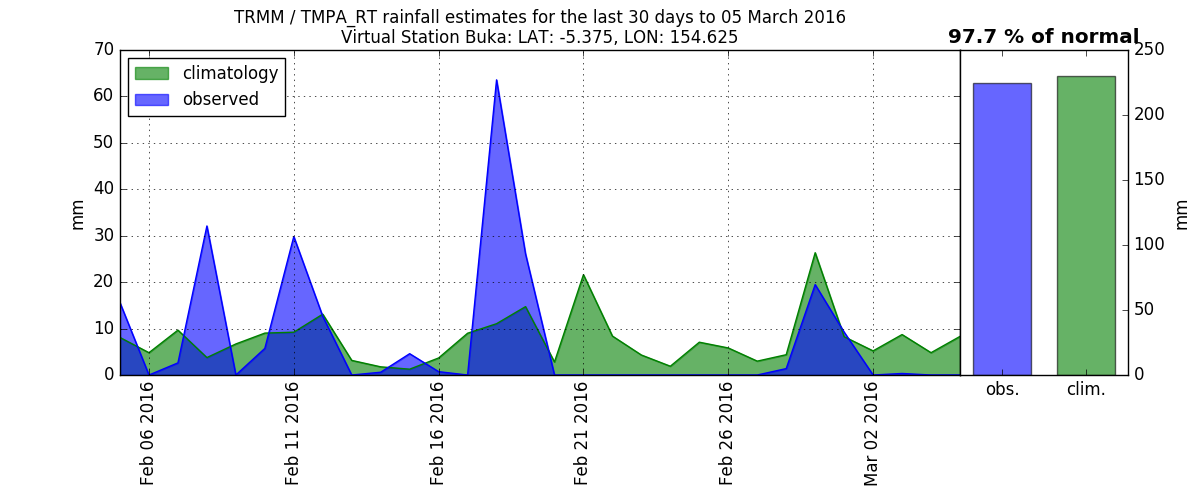 TRMM / TMPA_RT rainfall estimates for the last 30 days to 05 March 2016
Virtual Station Buka: LAT: -5.375, LON: 154.625
97.7 % of normal
climatology
observed
70
60
50
40
30
20
10
0
mm
Feb 06 2016
Feb 11 2016
Feb 16 2016
Feb 21 2016
Feb 26 2016
Mar 02 2016
250
200
150
100
50
0
mm
obs.
clim.